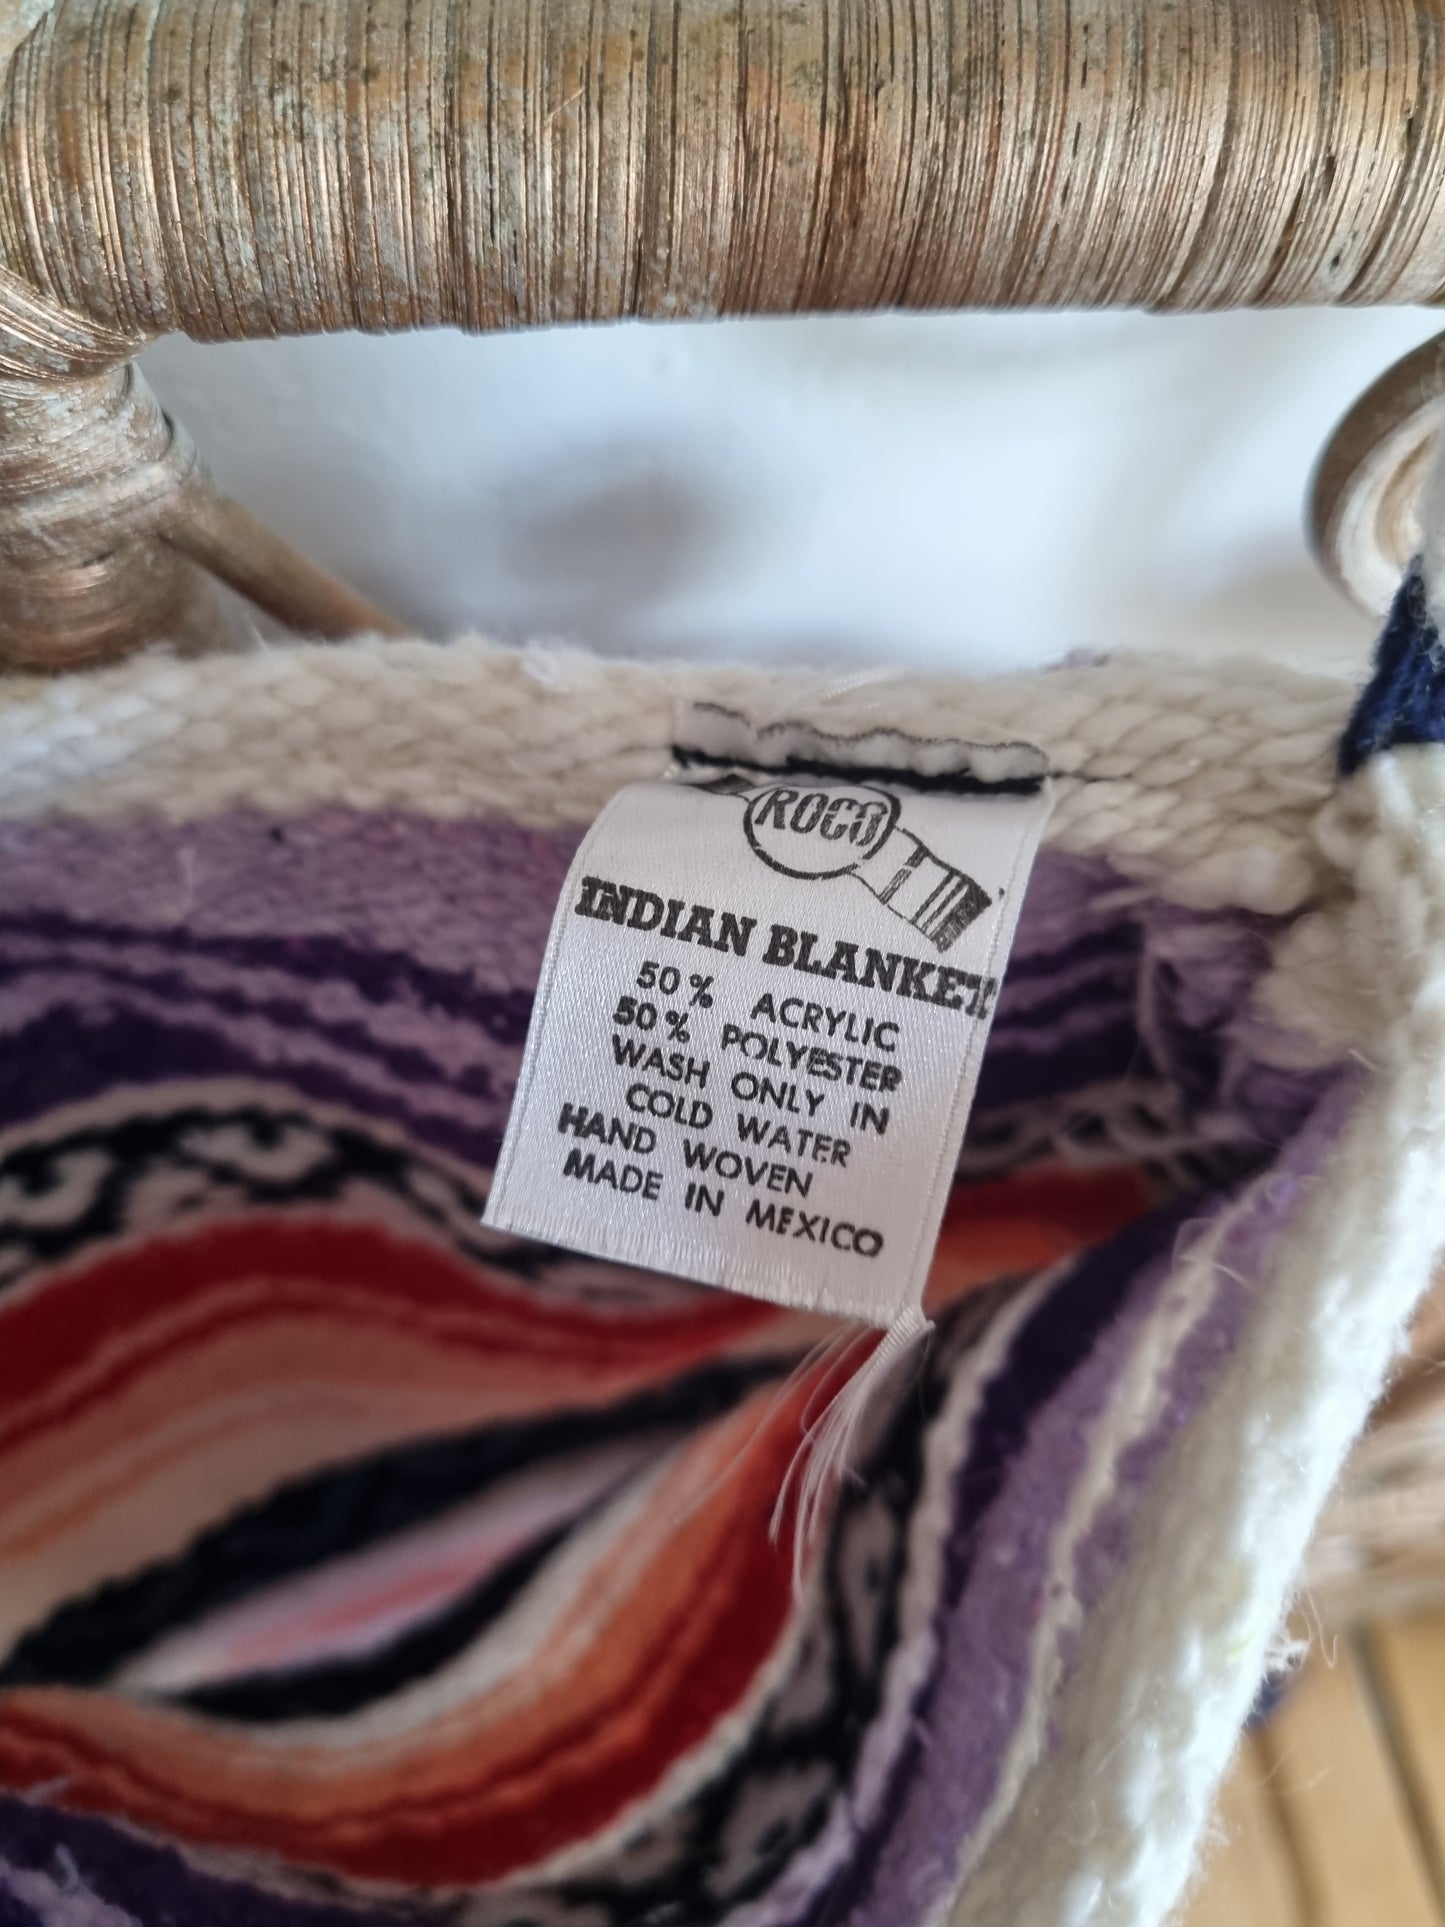 ROCO
INDIAN BLANKET
50% ACRYLIC
50% POLYESTER
WASH ONLY IN
COLD WATER
HAND WOVEN
MADE IN MEXICO